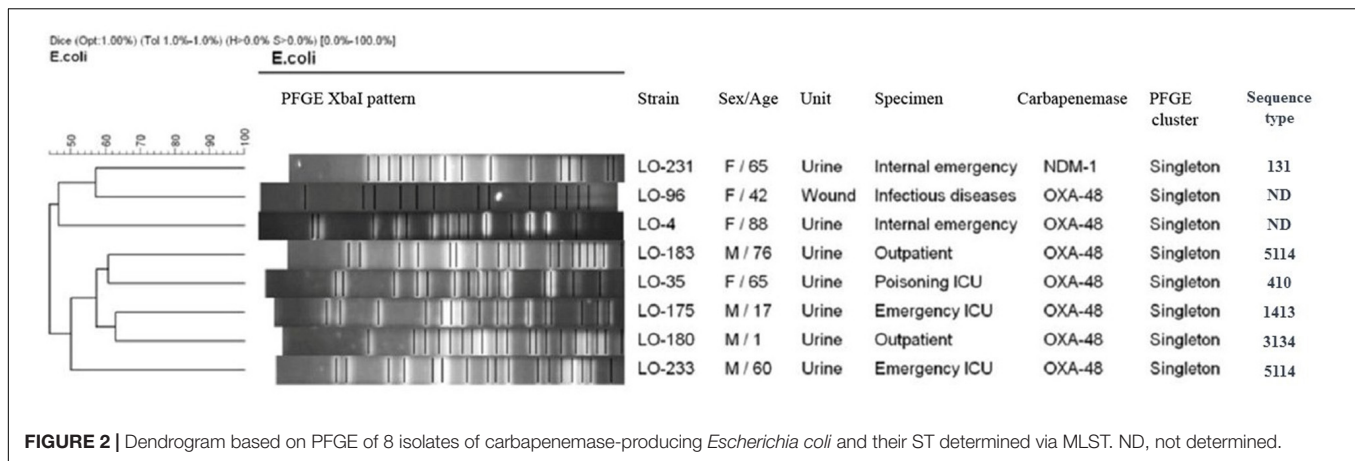 Dice (Opt:1.00%) (Tol 1.0%-1.0%) (H>0.0% S>0.0%) [0.0%-100.0%]
E.coli E.coli
PFGE XbaI pattern Strain Sex/Age Unit Specimen Carbapenemase PFGE cluster Sequence type
50 60 70 80 90 100
LO-231 F / 65 Urine Internal emergency NDM-1 Singleton 131
LO-96 F / 42 Wound Infectious diseases OXA-48 Singleton ND
LO-4 F / 88 Urine Internal emergency OXA-48 Singleton ND
LO-183 M / 76 Urine Outpatient OXA-48 Singleton 5114
LO-35 F / 65 Urine Poisoning ICU OXA-48 Singleton 410
LO-175 M / 17 Urine Emergency ICU OXA-48 Singleton 1413
LO-180 M / 1 Urine Outpatient OXA-48 Singleton 3134
LO-233 M / 60 Urine Emergency ICU OXA-48 Singleton 5114
FIGURE 2 | Dendrogram based on PFGE of 8 isolates of carbapenemase-producing Escherichia coli and their ST determined via MLST. ND, not determined.